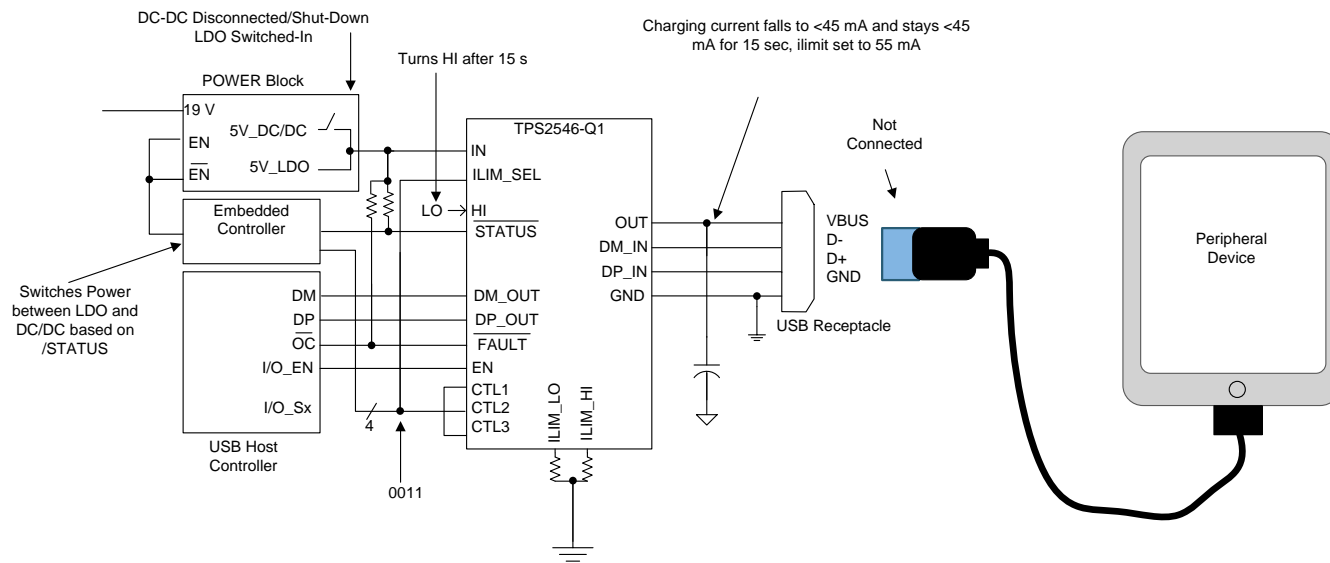 DC-DC Disconnected/Shut-Down
LDO Switched-In
Charging current falls to <45 mA and stays <45
mA for 15 sec, ilimit set to 55 mA
Turns HI after 15 s
POWER Block
19 V
5V_DC/DC
EN
EN
5V_LDO
TPS2546-Q1
IN
ILIM_SEL
LO
HI
STATUS
DM_OUT
DP_OUT
FAULT
EN
CTL1
CTL2
CTL3
ILIM_LO
ILIM_HI
OUT
DM_IN
DP_IN
GND
Embedded
Controller
Switches Power
between LDO and
DC/DC based on
/STATUS
DM
DP
OC
I/O_EN
I/O_Sx
USB Host
Controller
4
0011
Not
Connected
VBUS
D-
D+
GND
USB Receptacle
Peripheral
Device